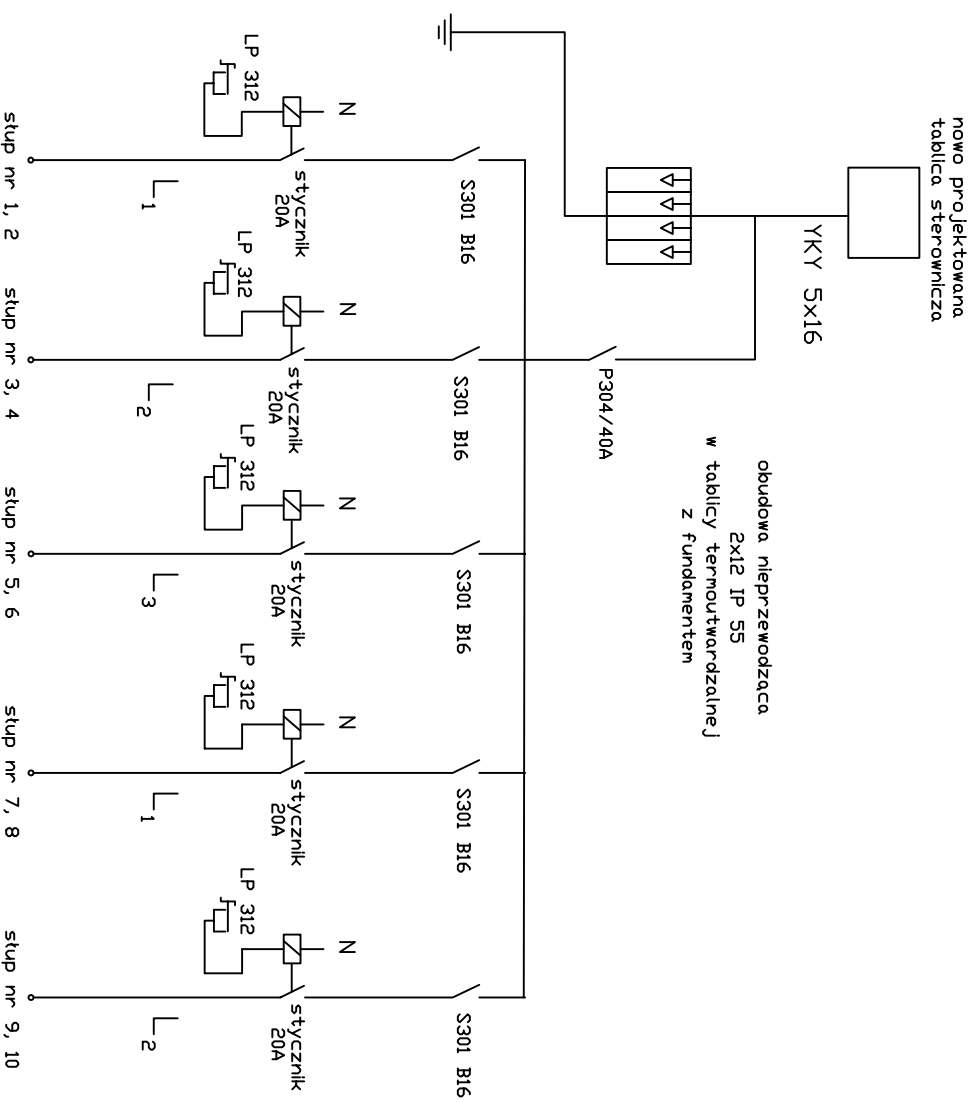 nowo projektowana
tablica sterownicza
YKY 5x16
obudowa nieprzewodząca
2x12 IP 55
w tablicy termoutwardzalnej
z fundamentem
P304/40A
S301 B16
S301 B16
S301 B16
S301 B16
S301 B16
N
N
N
N
N
stycznik
20A
stycznik
20A
stycznik
20A
stycznik
20A
stycznik
20A
LP 312
LP 312
LP 312
LP 312
LP 312
L1
L2
L3
L1
L2
słup nr 1, 2
słup nr 3, 4
słup nr 5, 6
słup nr 7, 8
słup nr 9, 10